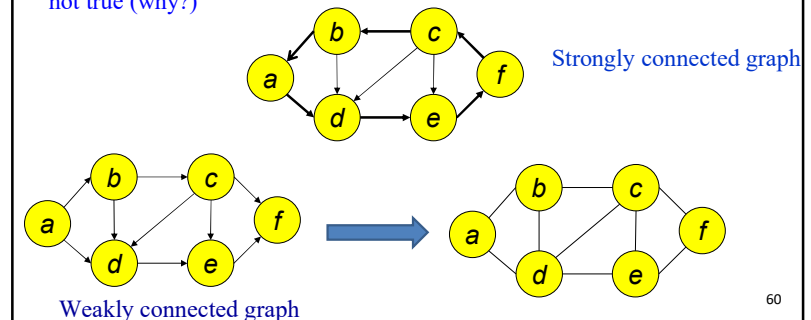 not true (why?)
b c
a f
d e
Strongly connected graph
b c
a f
d e
Weakly connected graph
b c
a f
d e
60